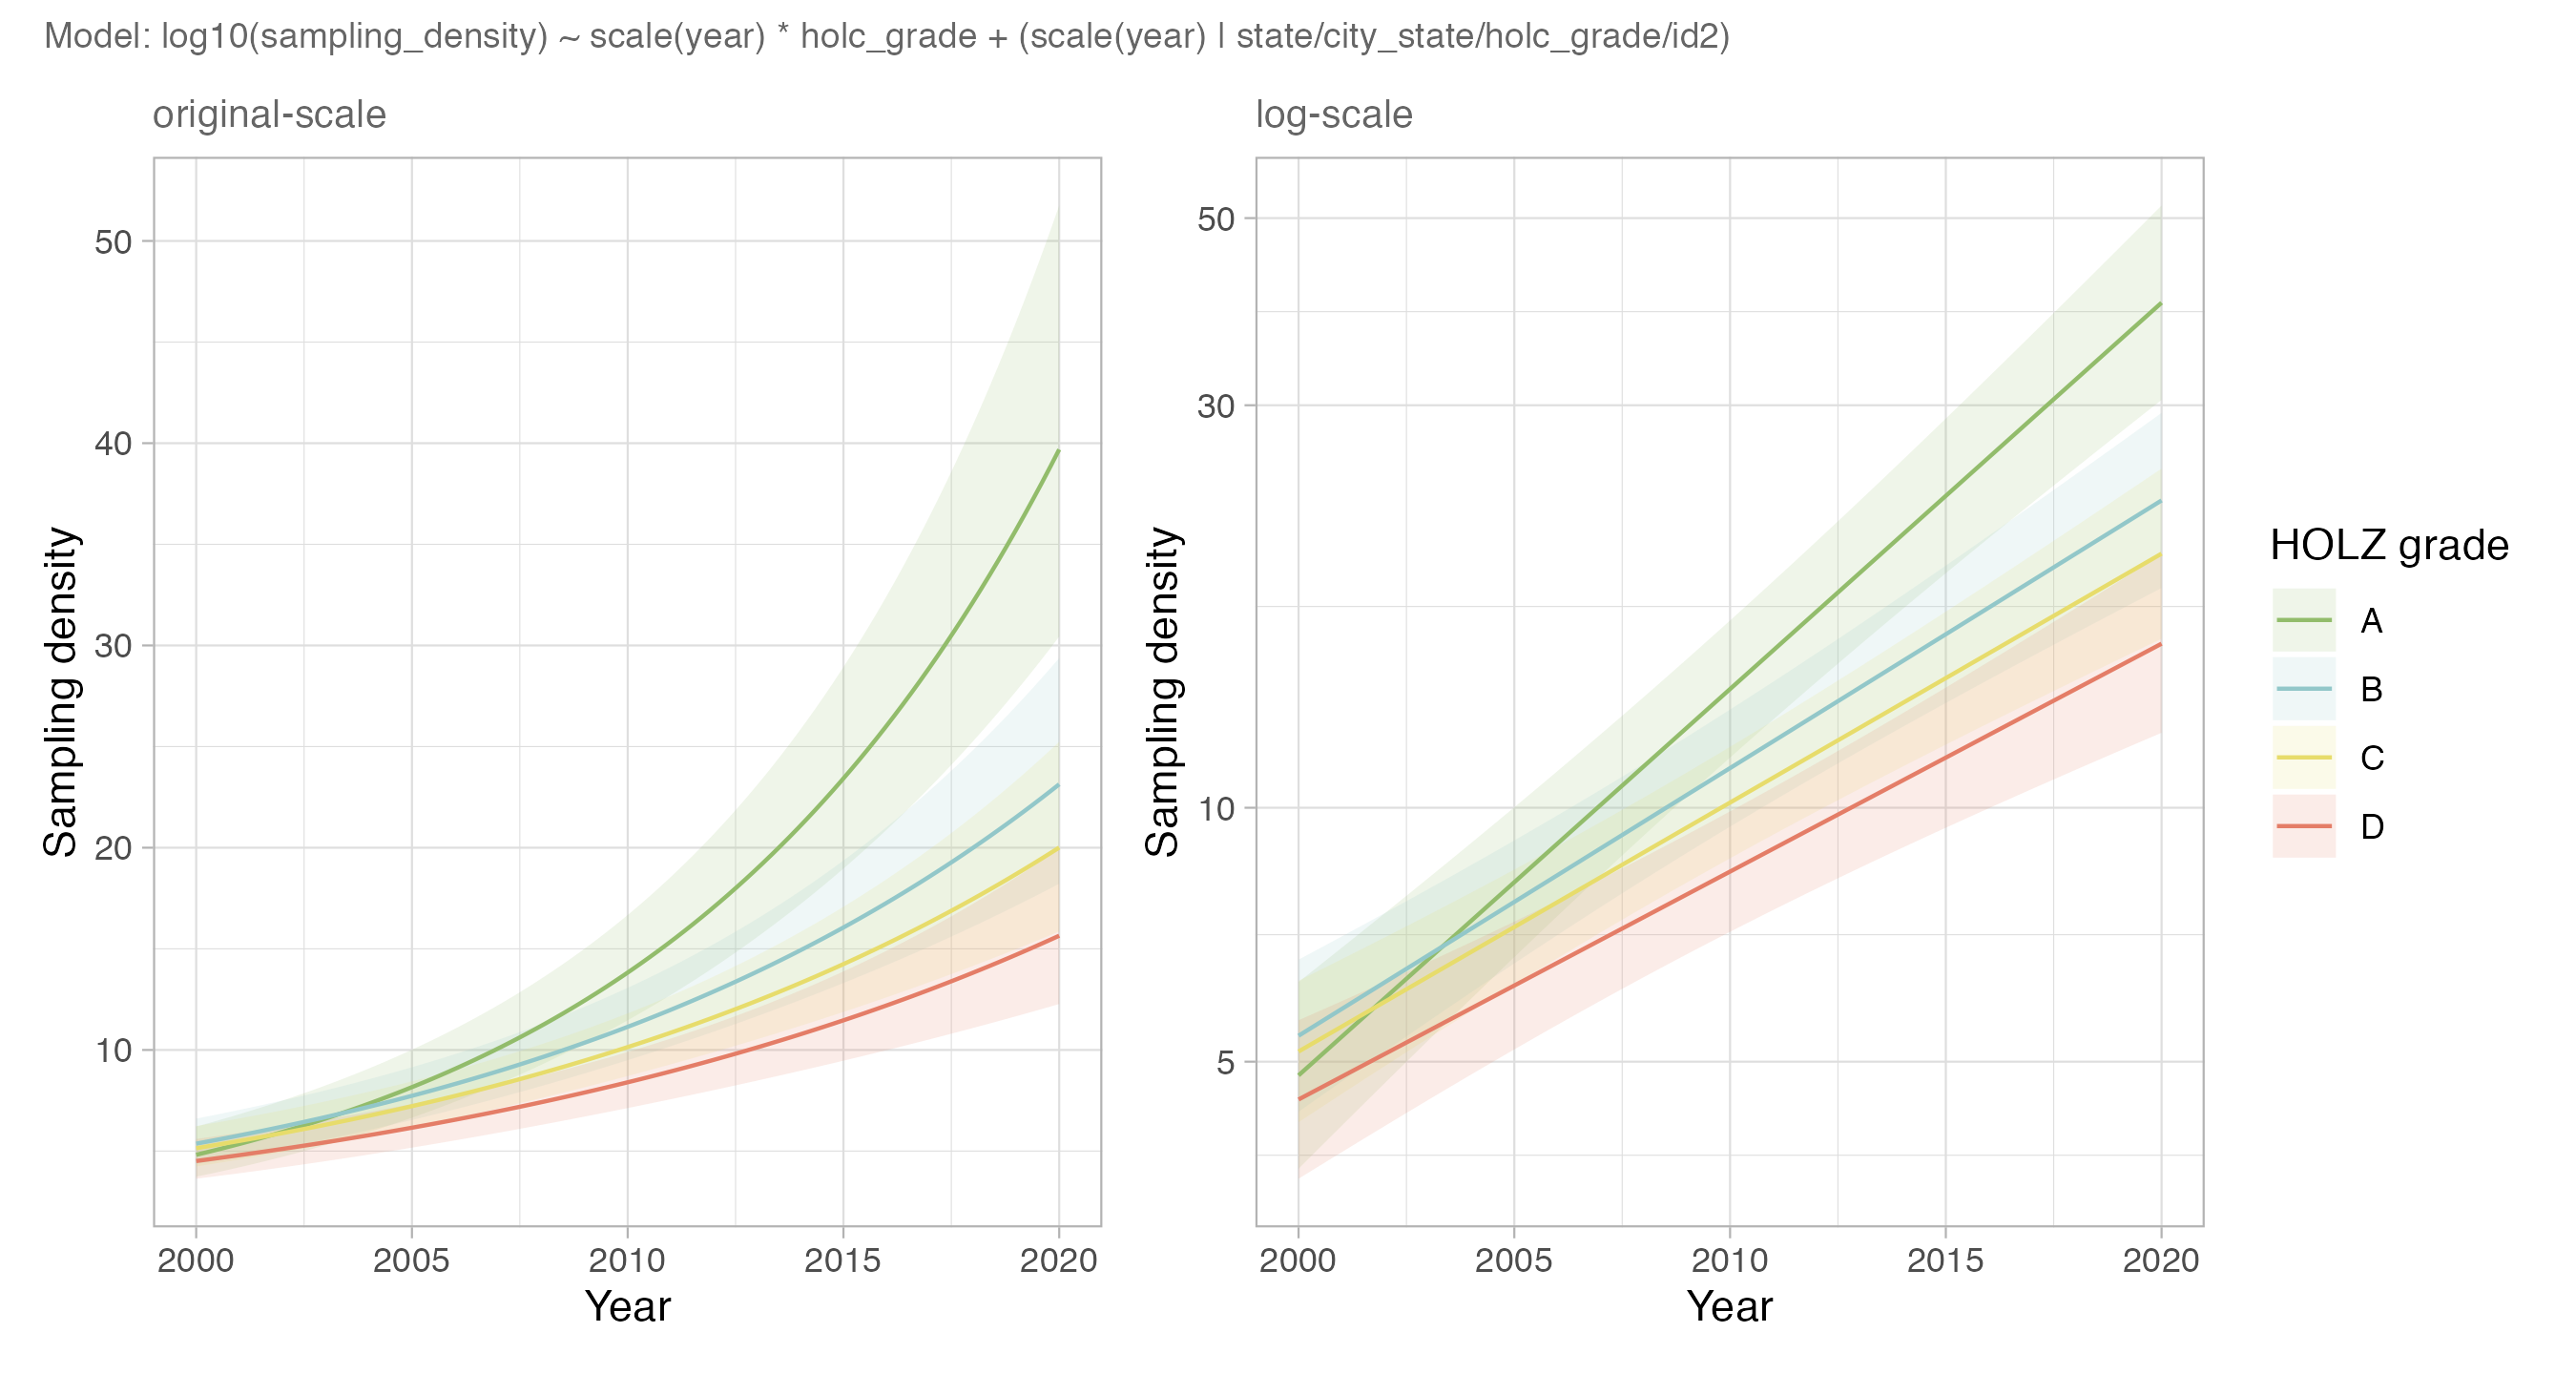 Model: log10(sampling_density) ~ scale(year) * holc_grade + (scale(year) | state/city_state/holc_grade/id2)
original-scale
Sampling density
50
40
30
20
10
2000 2005 2010 2015 2020
Year
log-scale
Sampling density
50
30
10
5
2000 2005 2010 2015 2020
Year
HOLZ grade
A
B
C
D